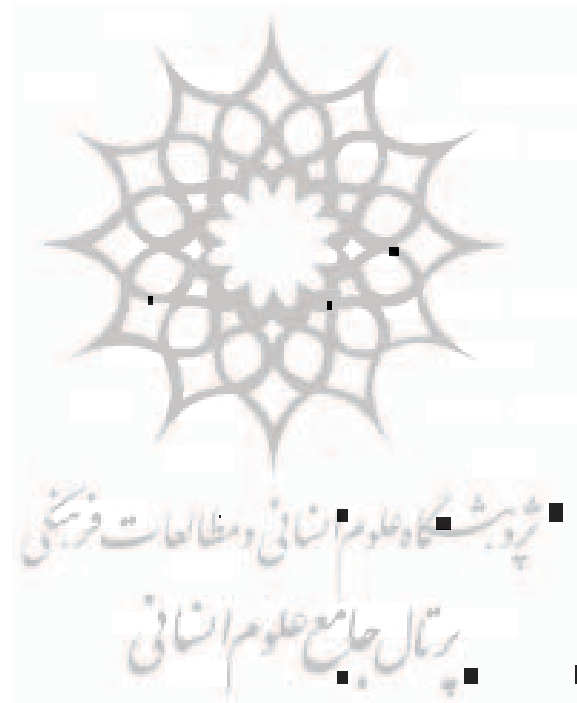 پژوهشگاه علوم انسانی و مطالعات فرهنگی
پرتال جامع علوم انسانی